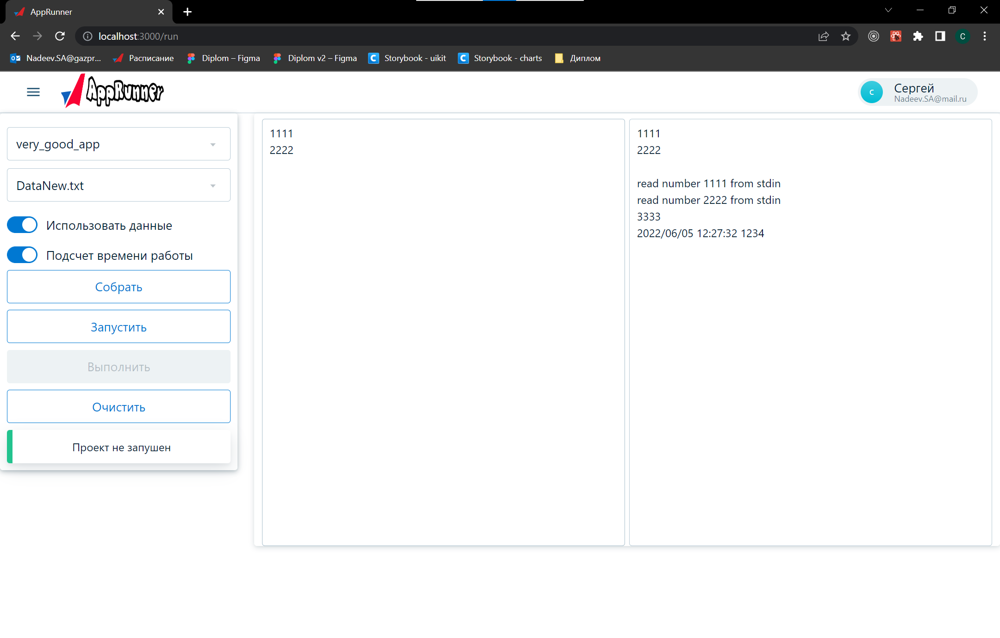 AppRunner
localhost:3000/run
Nadeev.SA@gazpr...
Расписание
Diplom – Figma
Diplom v2 – Figma
Storybook - uikit
Storybook - charts
Диплом
AppRunner
С
Сергей
Nadeev.SA@mail.ru
very_good_app
DataNew.txt
Использовать данные
Подсчет времени работы
Собрать
Запустить
Выполнить
Очистить
Проект не запушен
1111
2222
1111
2222
read number 1111 from stdin
read number 2222 from stdin
3333
2022/06/05 12:27:32 1234